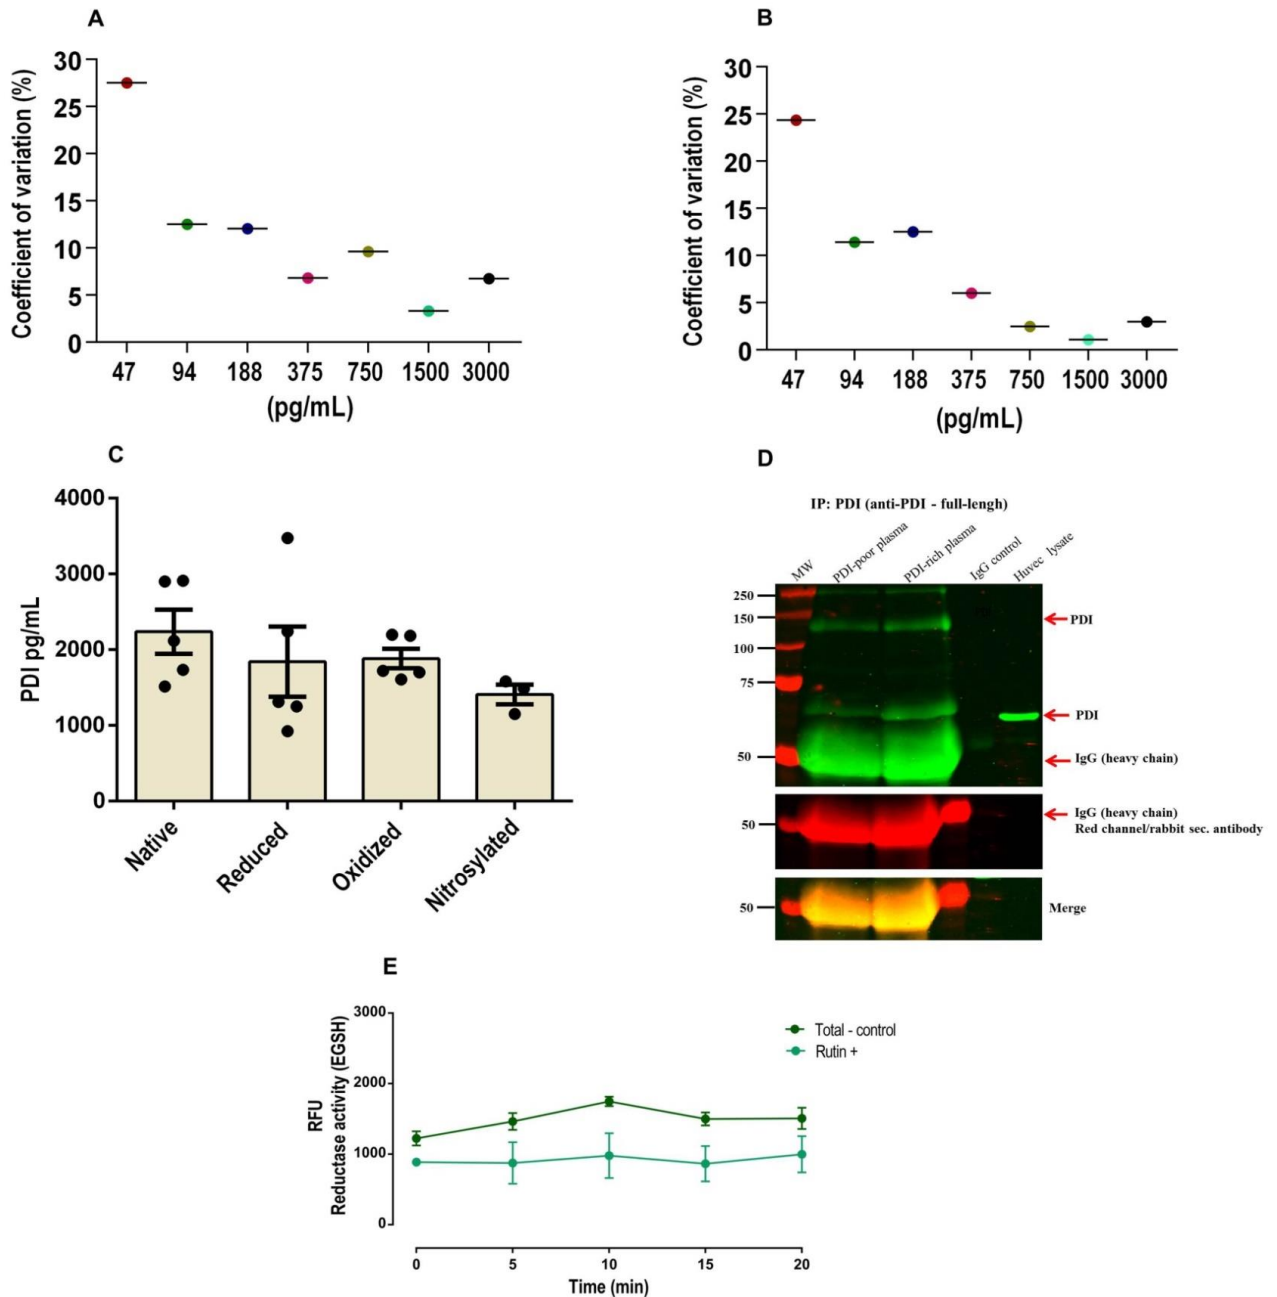 A
Coefficient of variation (%)
30
25
20
15
10
5
0
47 94 188 375 750 1500 3000
(pg/mL)
B
Coefficient of variation (%)
30
25
20
15
10
5
0
47 94 188 375 750 1500 3000
(pg/mL)
C
PDI pg/mL
4000
3000
2000
1000
0
Native
Reduced
Oxidized
Nitrosylated
D
IP: PDI (anti-PDI - full-lengh)
MW
PDI-poor plasma
PDI-rich plasma
IgG control
Huvec lysate
250
150
100
75
50
PDI
PDI
IgG (heavy chain)
50
IgG (heavy chain)
Red channel/rabbit sec. antibody
50
Merge
E
RFU
Reductase activity (EGSH)
3000
2000
1000
0
0 5 10 15 20
Time (min)
Total - control
Rutin +